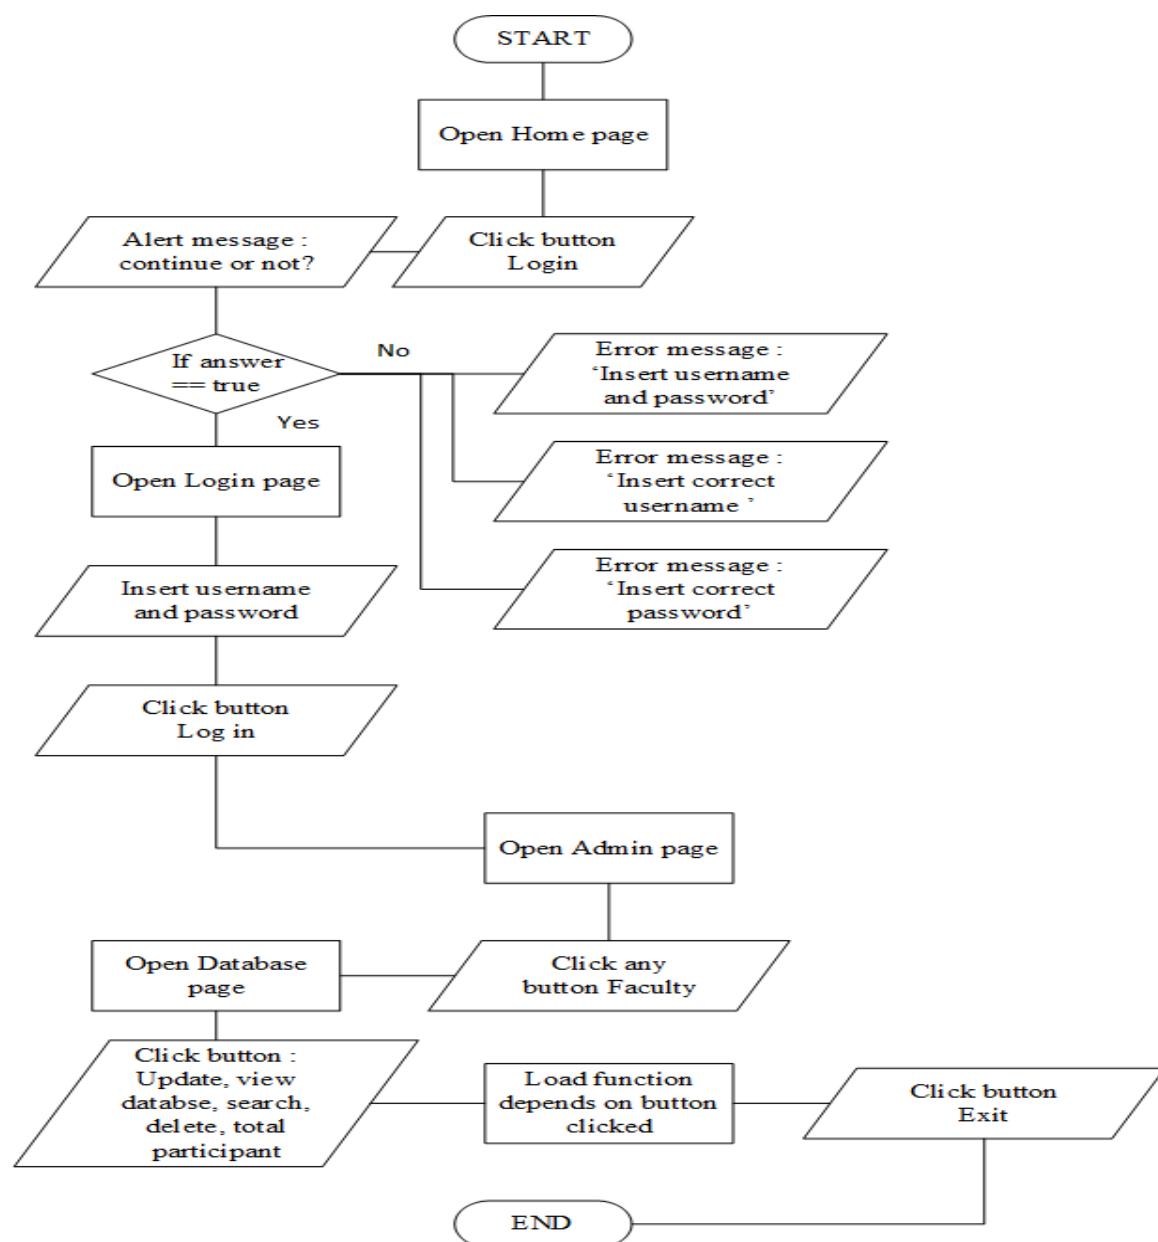 START
Open Home page
Alert message :
continue or not?
Click button
Login
If answer
== true
No
Yes
Error message :
‘Insert username
and password’
Error message :
‘Insert correct
username ’
Error message :
‘Insert correct
password’
Open Login page
Insert username
and password
Click button
Log in
Open Admin page
Click any
button Faculty
Open Database
page
Click button :
Update, view
databse, search,
delete, total
participant
Load function
depends on button
clicked
Click button
Exit
END